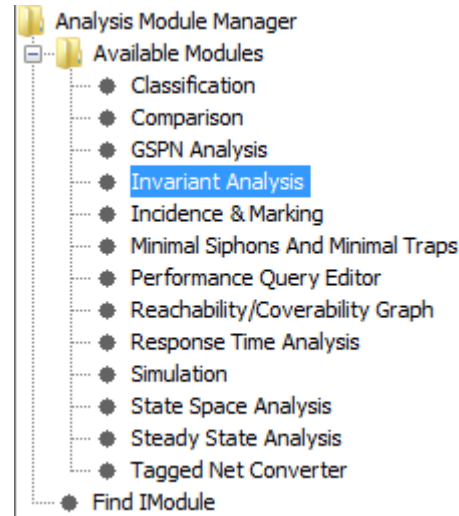 Analysis Module Manager
Available Modules
Classification
Comparison
GSPN Analysis
Invariant Analysis
Incidence & Marking
Minimal Siphons And Minimal Traps
Performance Query Editor
Reachability/Coverability Graph
Response Time Analysis
Simulation
State Space Analysis
Steady State Analysis
Tagged Net Converter
Find IModule